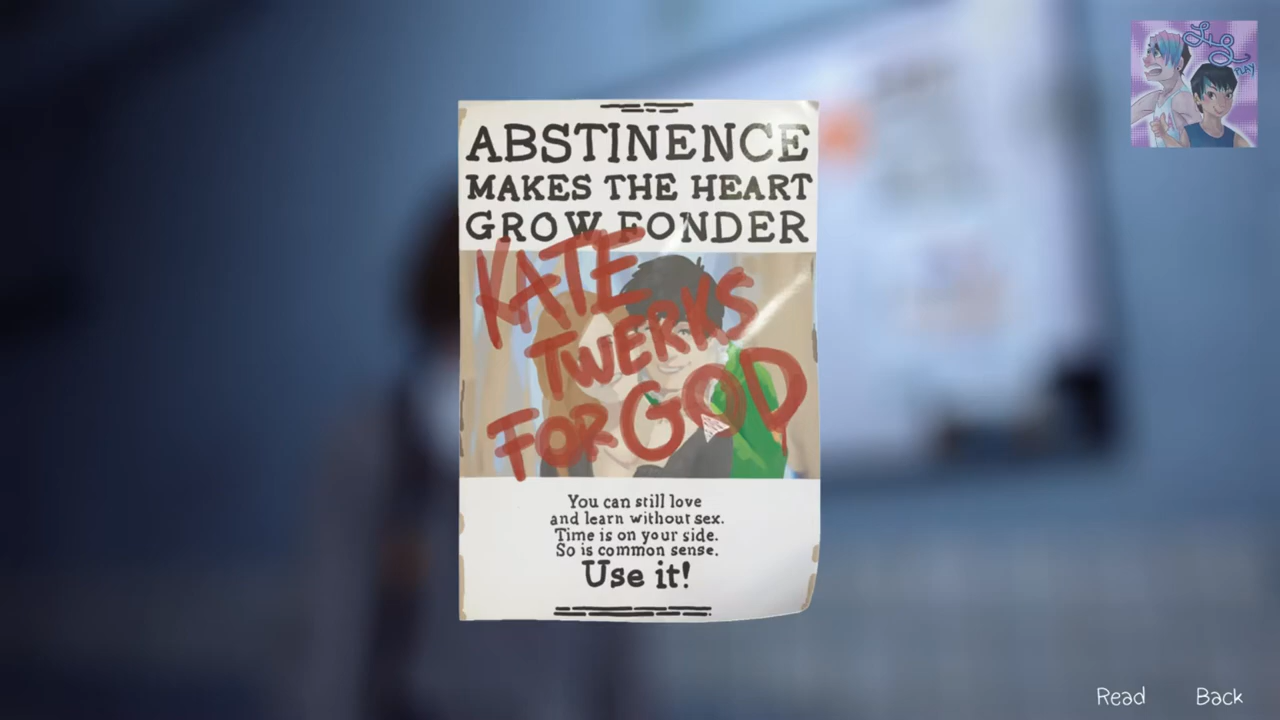 ABSTINENCE
MAKES THE HEART
GROW FONDER
KATE
TWERKS
FOR GOD
You can still love
and learn without sex.
Time is on your side.
So is common sense.
Use it!
Read
Back